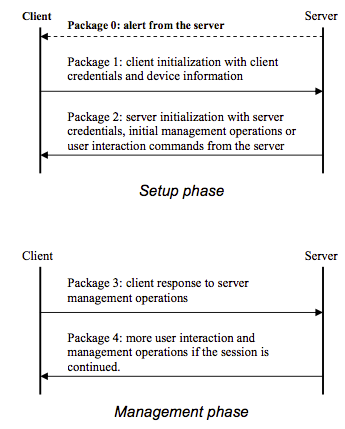 Client Server
Package 0: alert from the server
Package 1: client initialization with client
credentials and device information
Package 2: server initialization with server
credentials, initial management operations or
user interaction commands from the server
Setup phase
Client Server
Package 3: client response to server
management operations
Package 4: more user interaction and
management operations if the session is
continued.
Management phase